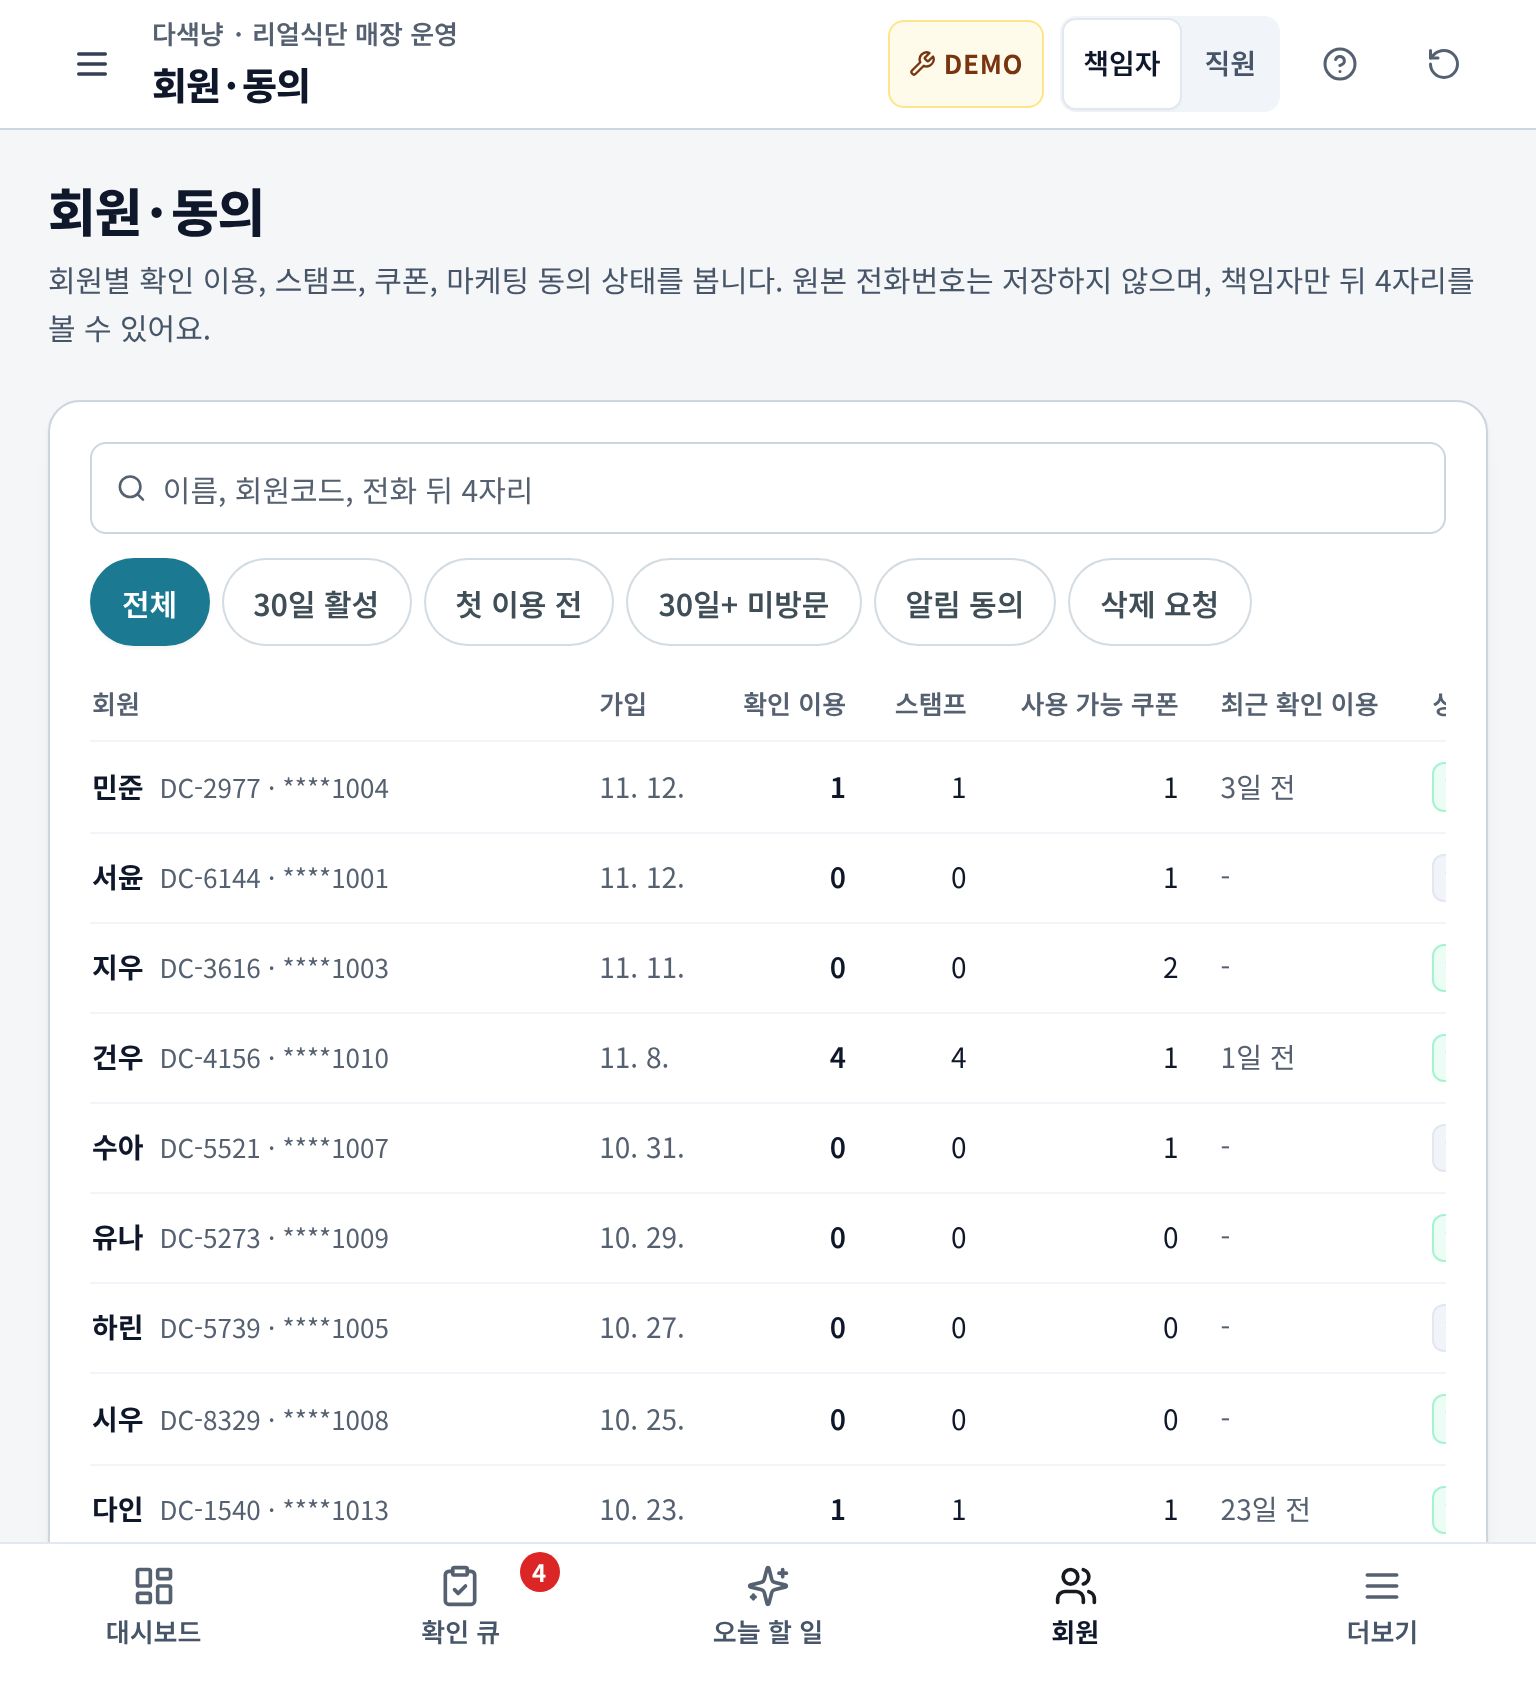 다색냥 · 리얼식단 매장 운영
회원·동의
DEMO
책임자
직원
회원·동의
회원별 확인 이용, 스탬프, 쿠폰, 마케팅 동의 상태를 봅니다. 원본 전화번호는 저장하지 않으며, 책임자만 뒤 4자리를
볼 수 있어요.
이름, 회원코드, 전화 뒤 4자리
전체 30일 활성 첫 이용 전 30일+ 미방문 알림 동의 삭제 요청
회원 가입 확인 이용 스탬프 사용 가능 쿠폰 최근 확인 이용
민준 DC-2977 · ****1004 11. 12. 1 1 1 3일 전
서윤 DC-6144 · ****1001 11. 12. 0 0 1 -
지우 DC-3616 · ****1003 11. 11. 0 0 2 -
건우 DC-4156 · ****1010 11. 8. 4 4 1 1일 전
수아 DC-5521 · ****1007 10. 31. 0 0 1 -
유나 DC-5273 · ****1009 10. 29. 0 0 0 -
하린 DC-5739 · ****1005 10. 27. 0 0 0 -
시우 DC-8329 · ****1008 10. 25. 0 0 0 -
다인 DC-1540 · ****1013 10. 23. 1 1 1 23일 전
4
대시보드 확인 큐 오늘 할 일 회원 더보기